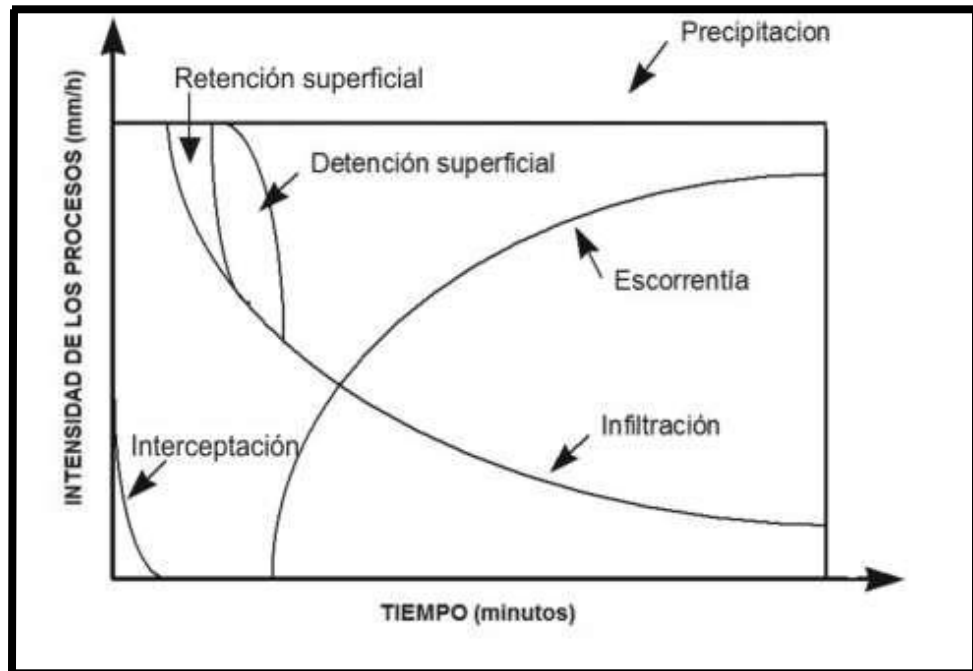 Precipitacion
Retención superficial
Detención superficial
Escorrentía
Infiltración
Interceptación
INTENSIDAD DE LOS PROCESOS (mm/h)
TIEMPO (minutos)